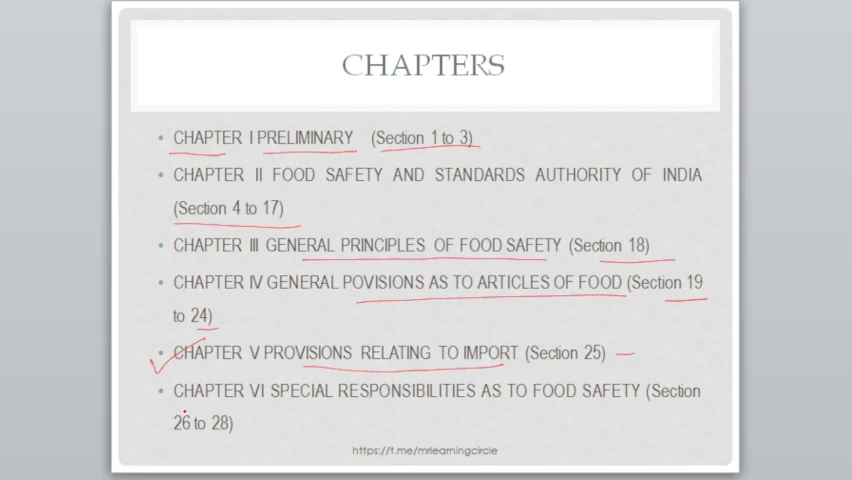 CHAPTERS
• CHAPTER I PRELIMINARY (Section 1 to 3)
• CHAPTER II FOOD SAFETY AND STANDARDS AUTHORITY OF INDIA
(Section 4 to 17)
• CHAPTER III GENERAL PRINCIPLES OF FOOD SAFETY (Section 18)
• CHAPTER IV GENERAL POVISIONS AS TO ARTICLES OF FOOD (Section 19
to 24)
• CHAPTER V PROVISIONS RELATING TO IMPORT (Section 25)
• CHAPTER VI SPECIAL RESPONSIBILITIES AS TO FOOD SAFETY (Section
26 to 28)
https://t.me/mrlearningcircle